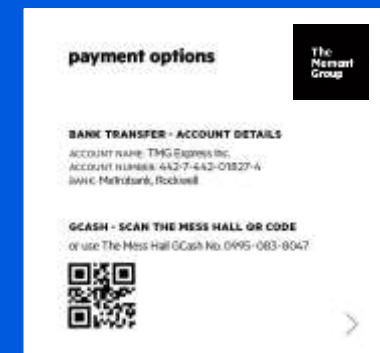 payment options
The
Moment
Group
BANK TRANSFER - ACCOUNT DETAILS
ACCOUNT NAME: TMG Express Inc.
ACCOUNT NUMBER: 442-7-442-01827-4
BANK: Metrobank, Rockwell
GCASH - SCAN THE MESS HALL QR CODE
or use The Mess Hall GCash No. 0995-083-8047